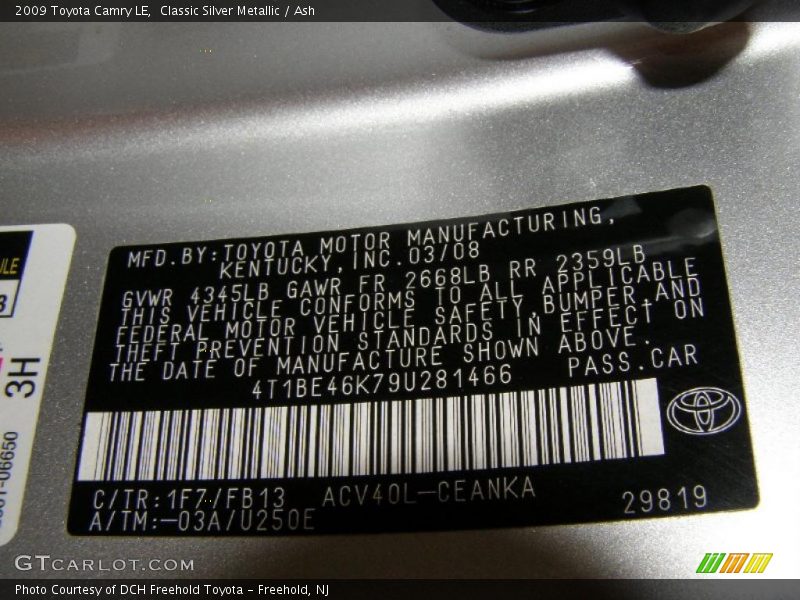 2009 Toyota Camry LE,  Classic Silver Metallic / Ash
MFD.BY:TOYOTA MOTOR MANUFACTURING,
KENTUCKY,INC.03/08
GVWR 4345LB GAWR FR 2668LB RR 2359LB
THIS VEHICLE CONFORMS TO ALL APPLICABLE
FEDERAL MOTOR VEHICLE SAFETY,BUMPER,AND
THEFT PREVENTION STANDARDS IN EFFECT ON
THE DATE OF MANUFACTURE SHOWN ABOVE.
4T1BE46K79U281466 PASS.CAR
C/TR:1F7/FB13 ACV40L-CEANKA
A/TM:-03A/U250E 29819
3H
06650
GTCARLOT.COM
Photo Courtesy of DCH Freehold Toyota - Freehold, NJ